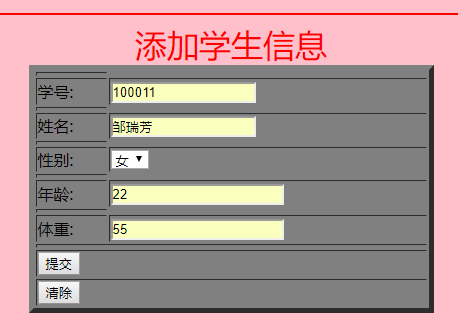 添加学生信息
学号: 100011
姓名: 邹瑞芳
性别: 女
年龄: 22
体重: 55
提交
清除